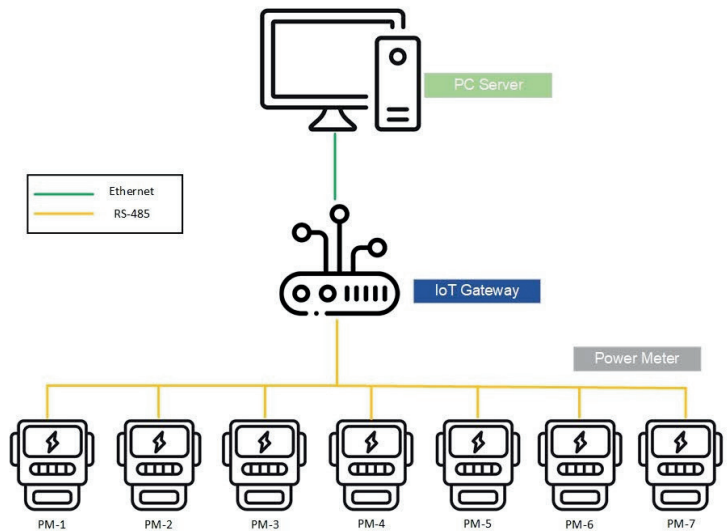 PC Server
Ethernet
RS-485
IoT Gateway
Power Meter
PM-1
PM-2
PM-3
PM-4
PM-5
PM-6
PM-7